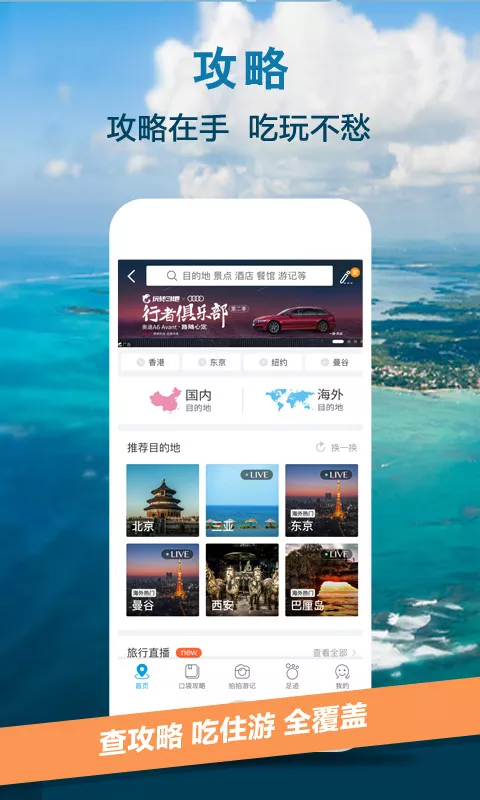 攻略
攻略在手 吃玩不愁
目的地 景点 酒店 餐馆 游记等
行者俱乐部 第二季
奥迪A6 Avant·路随心定
广告
香港 东京 纽约 曼谷
国内 目的地
海外 目的地
推荐目的地 换一换
LIVE
LIVE
北京 三亚 海外热门 东京
LIVE
海外热门 曼谷 西安 海外热门 巴厘岛
旅行直播 new 查看全部
首页 口袋攻略 拍拍游记 足迹 我的
查攻略 吃住游 全覆盖